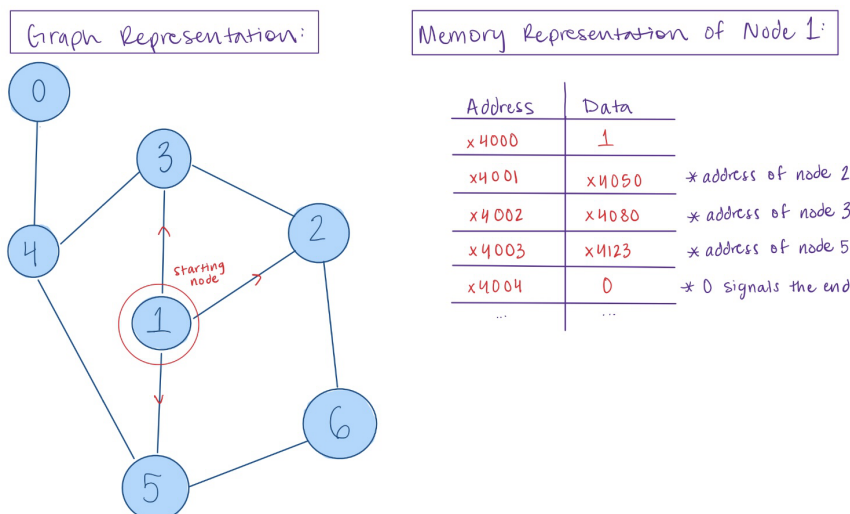 Graph Representation:
0
3
2
4
starting
node
1
6
5
Memory Representation of Node 1:
Address Data
x4000 1
x4001 x4050 * address of node 2
x4002 x4080 * address of node 3
x4003 x4123 * address of node 5
x4004 0 * 0 signals the end
... ...